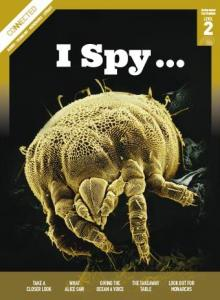 CONNECTED
LEVEL
2
I Spy ...
TAKE A
CLOSER LOOK
WHAT
ALICE SAW
GIVING THE
OCEAN A VOICE
THE TAKEAWAY
TABLE
LOOK OUT FOR
MONARCHS